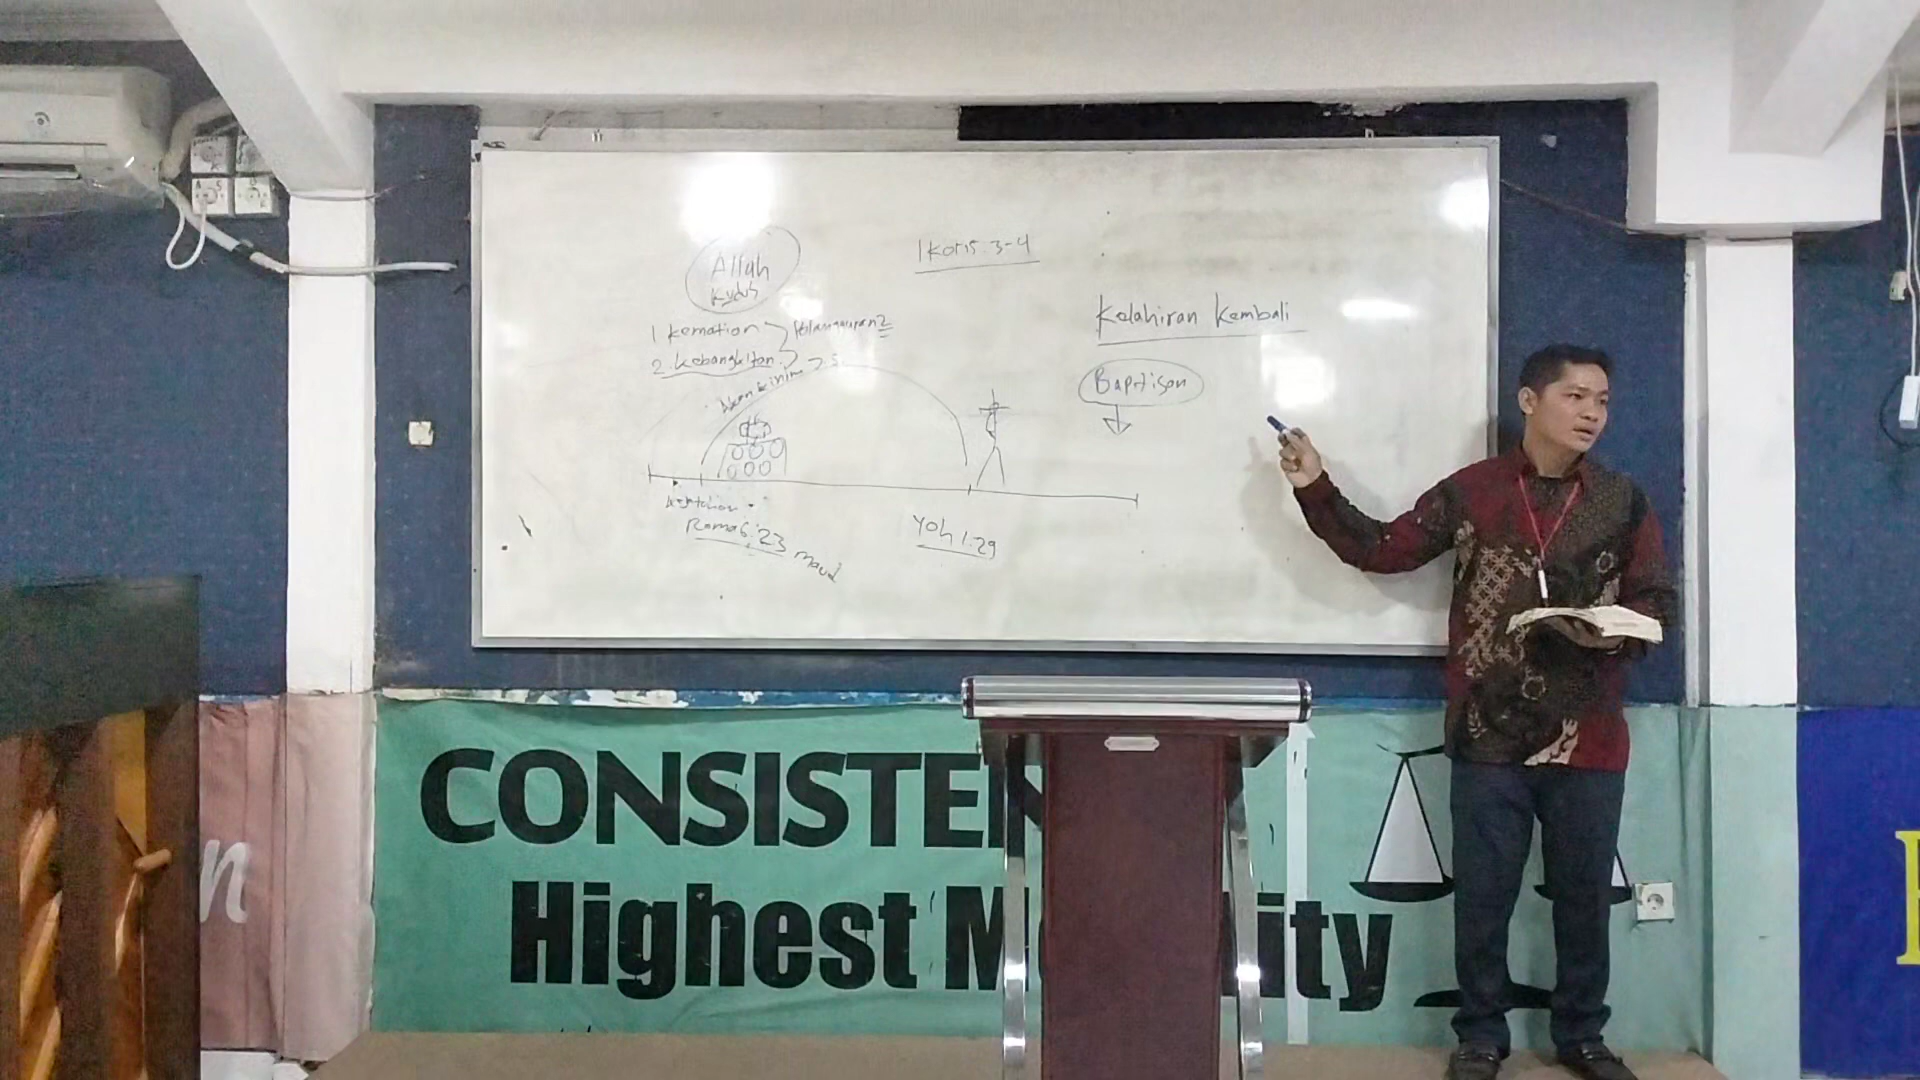 Allah
Kudus
1 Kor 15:3-4
1 Kematian
2. Kebangkitan
Kelahiran Kembali
Baptisan
Roma 6:23
maut
Yoh 1:29
CONSISTEN
Highest M ity
n